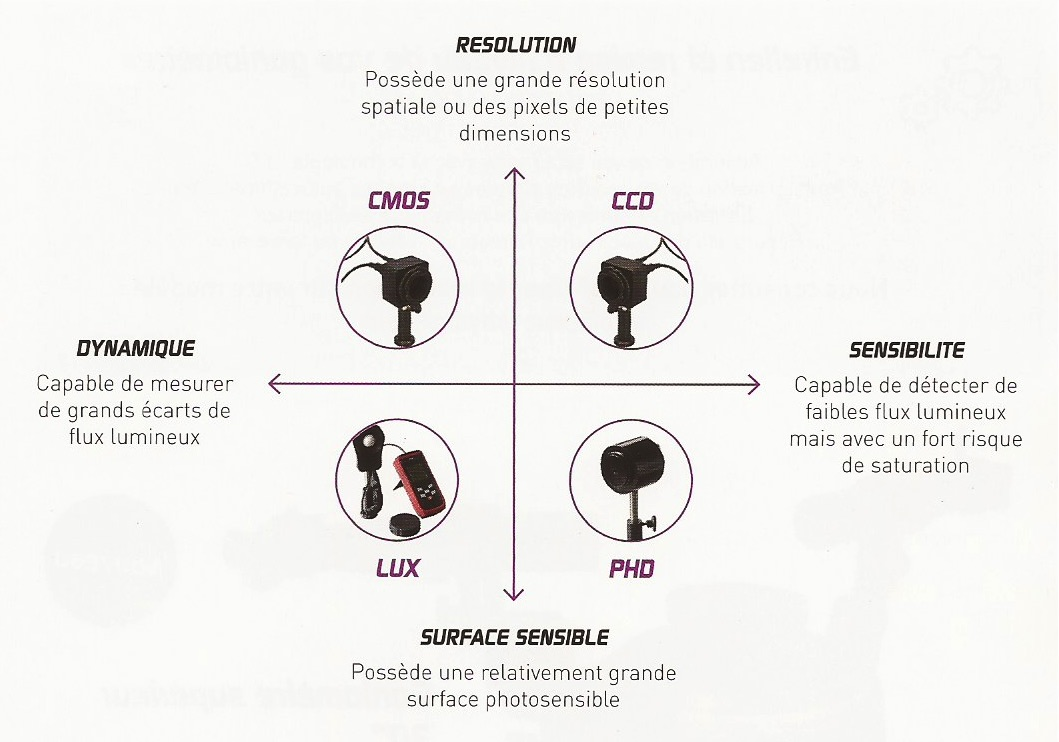 RESOLUTION
Possède une grande résolution
spatiale ou des pixels de petites
dimensions
CMOS
CCD
DYNAMIQUE
Capable de mesurer
de grands écarts de
flux lumineux
SENSIBILITE
Capable de détecter de
faibles flux lumineux
mais avec un fort risque
de saturation
LUX
PHD
SURFACE SENSIBLE
Possède une relativement grande
surface photosensible